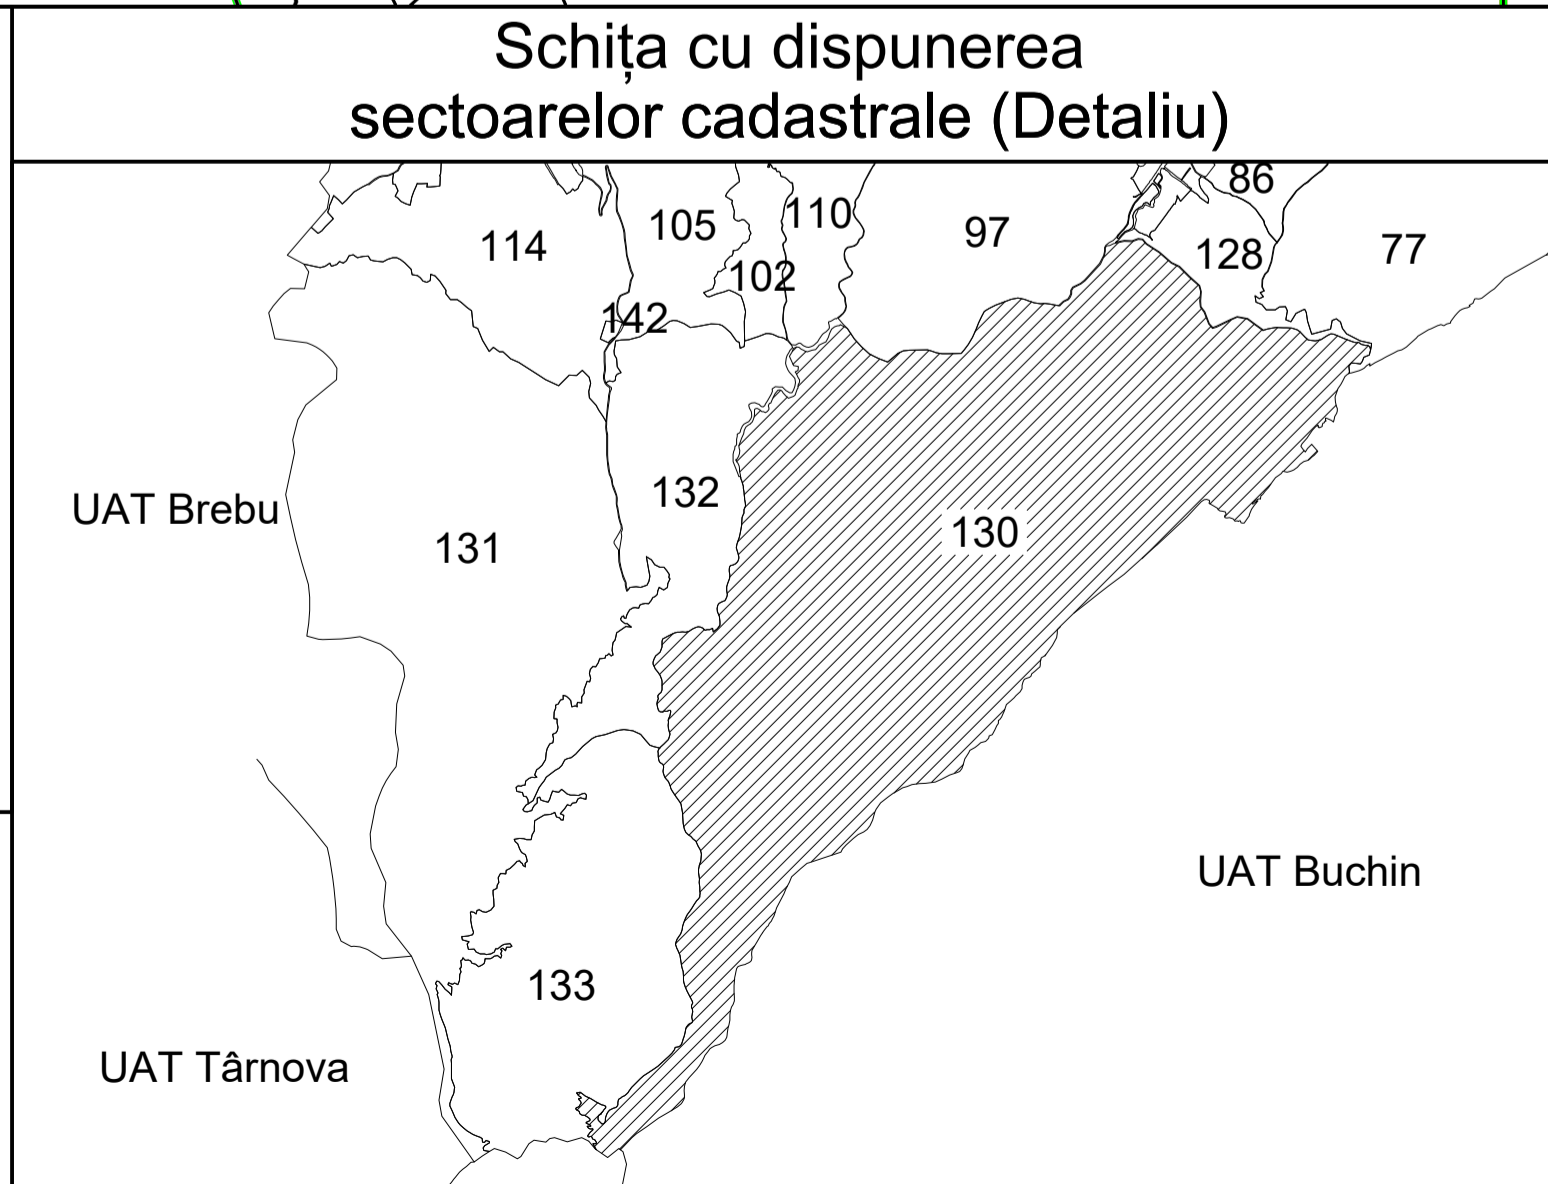 Schița cu dispunerea
sectoarelor cadastrale (Detaliu)
86
110
105
97
114
77
128
102
142
132
UAT Brebu
130
131
UAT Buchin
133
UAT Târnova